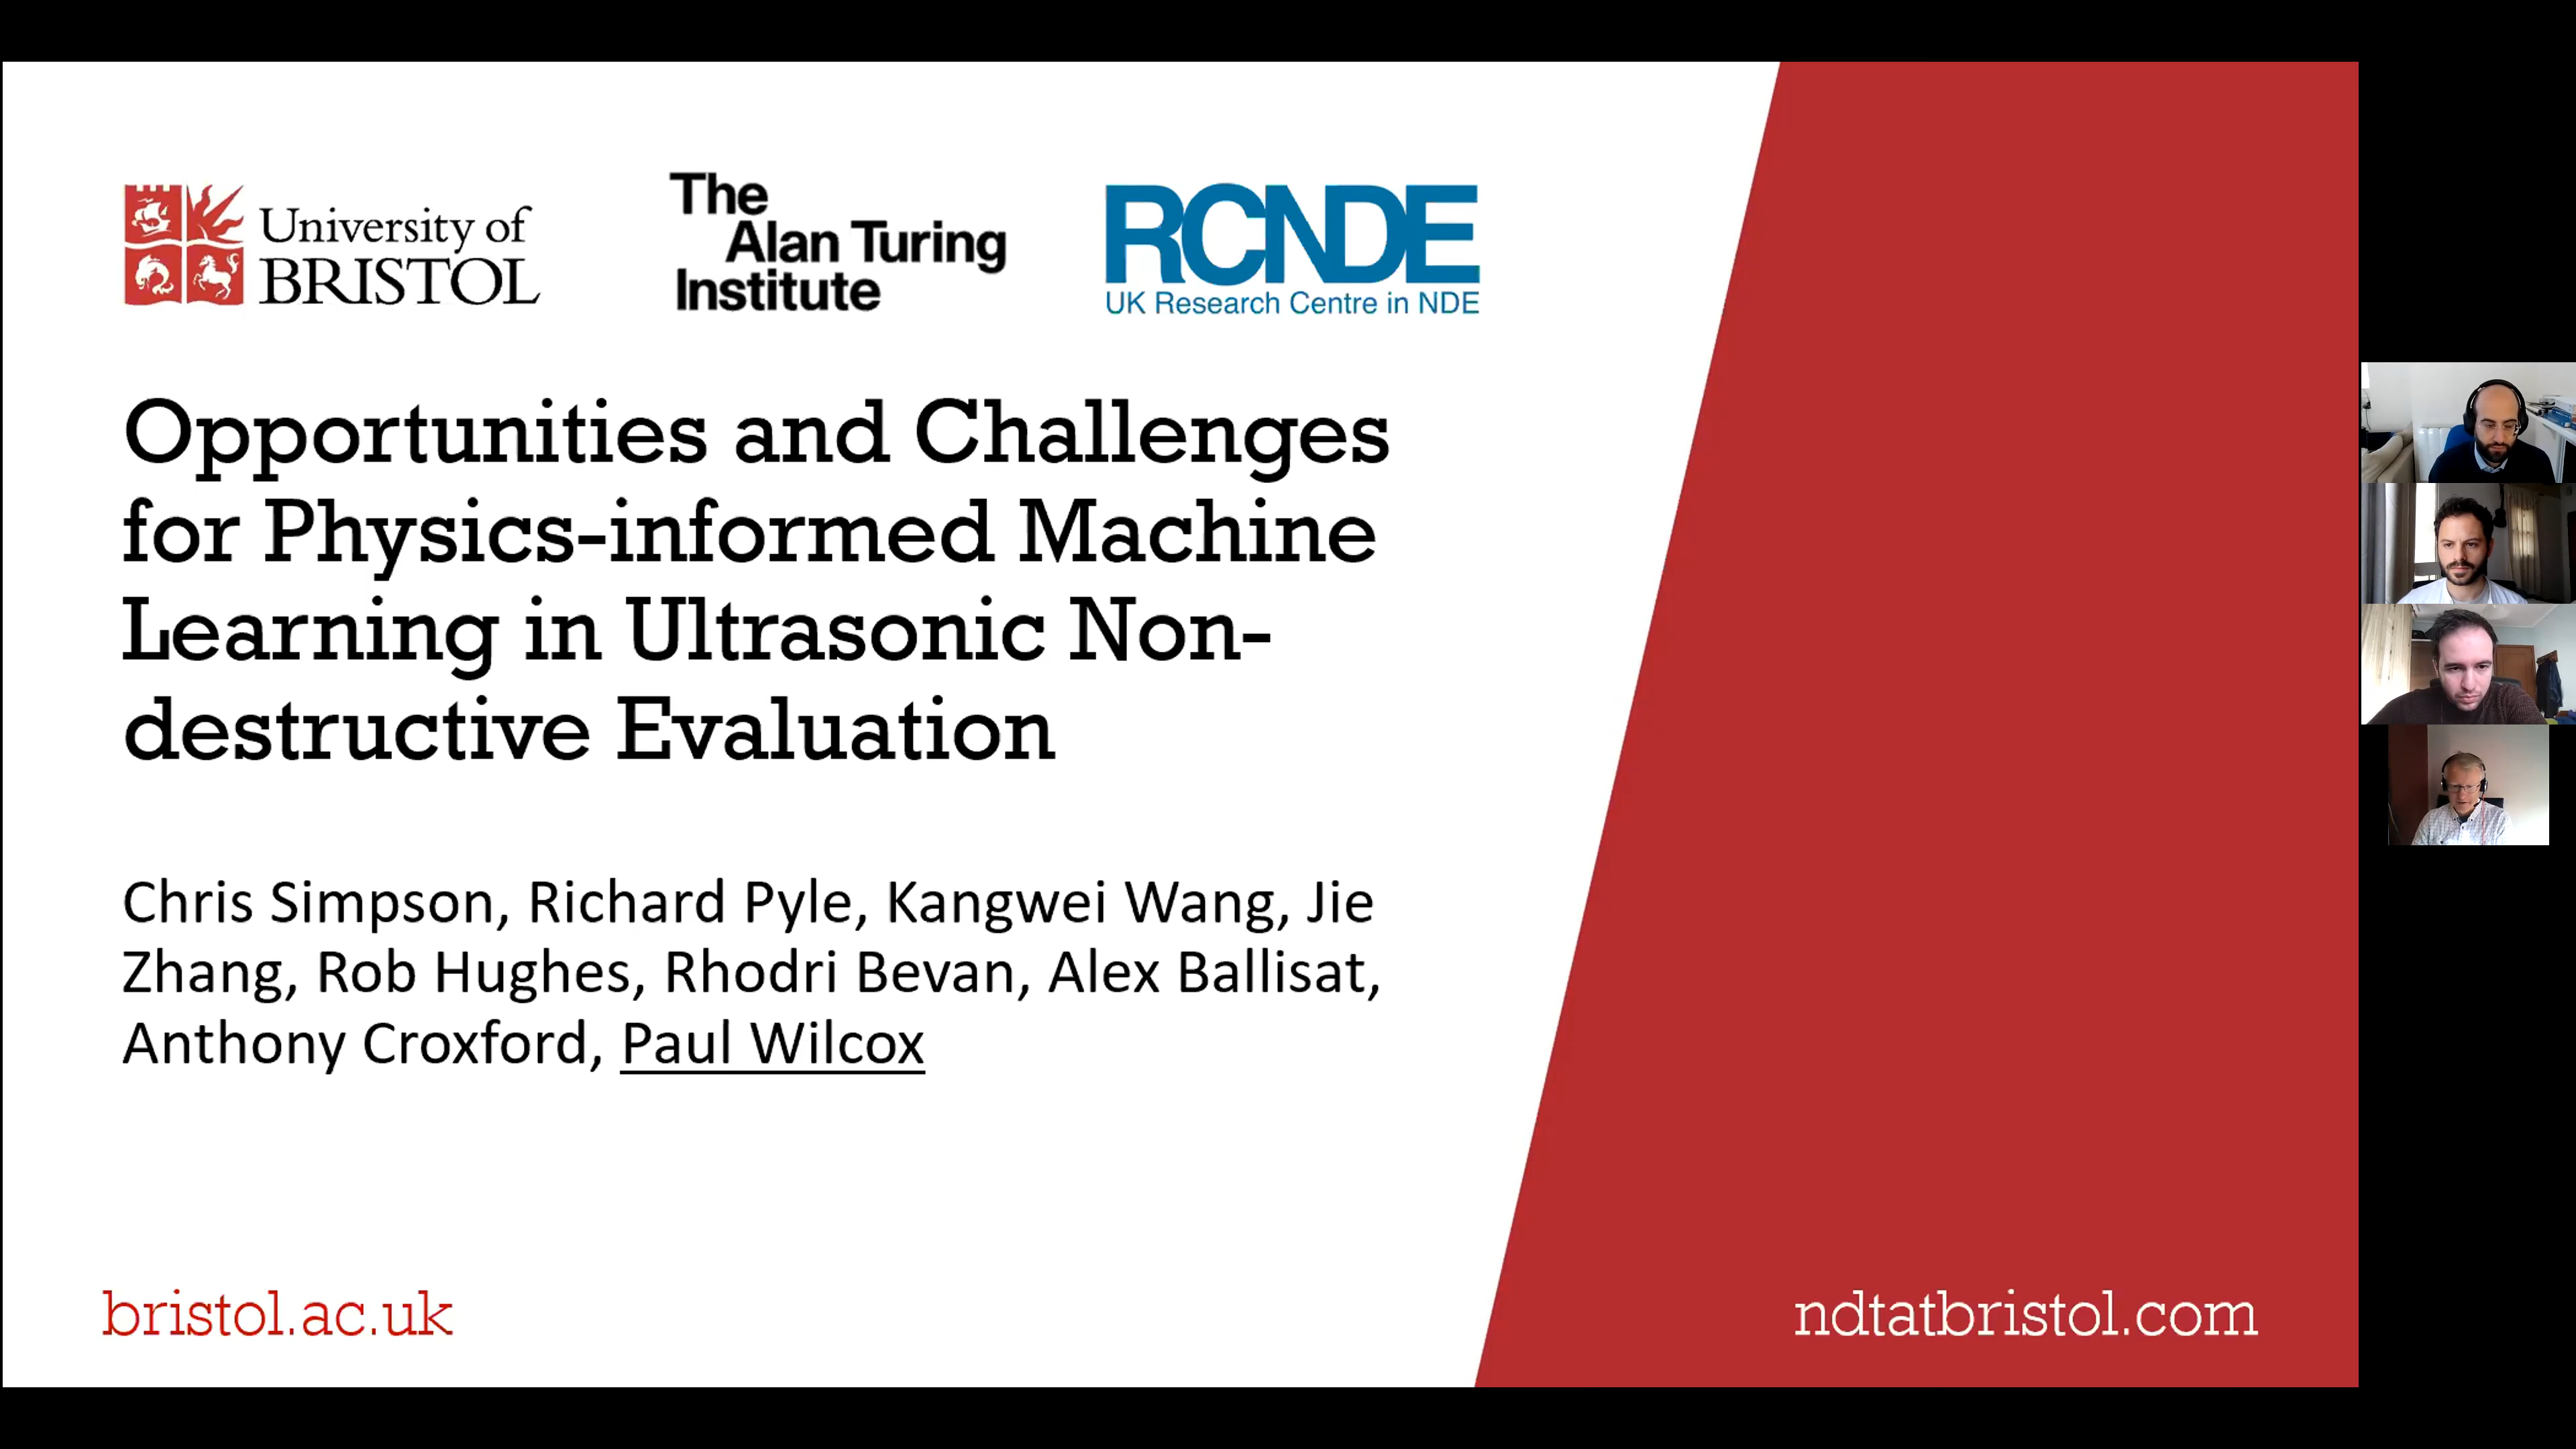 University of
BRISTOL
The
Alan Turing
Institute
RCNDE
UK Research Centre in NDE
Opportunities and Challenges
for Physics-informed Machine
Learning in Ultrasonic Non-
destructive Evaluation
Chris Simpson, Richard Pyle, Kangwei Wang, Jie
Zhang, Rob Hughes, Rhodri Bevan, Alex Ballisat,
Anthony Croxford, Paul Wilcox
bristol.ac.uk
ndtatbristol.com